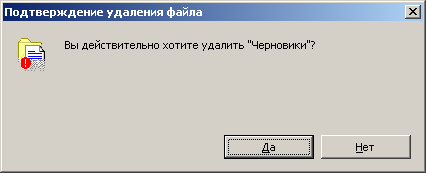 Подтверждение удаления файла
Вы действительно хотите удалить "Черновики"?
Да
Нет